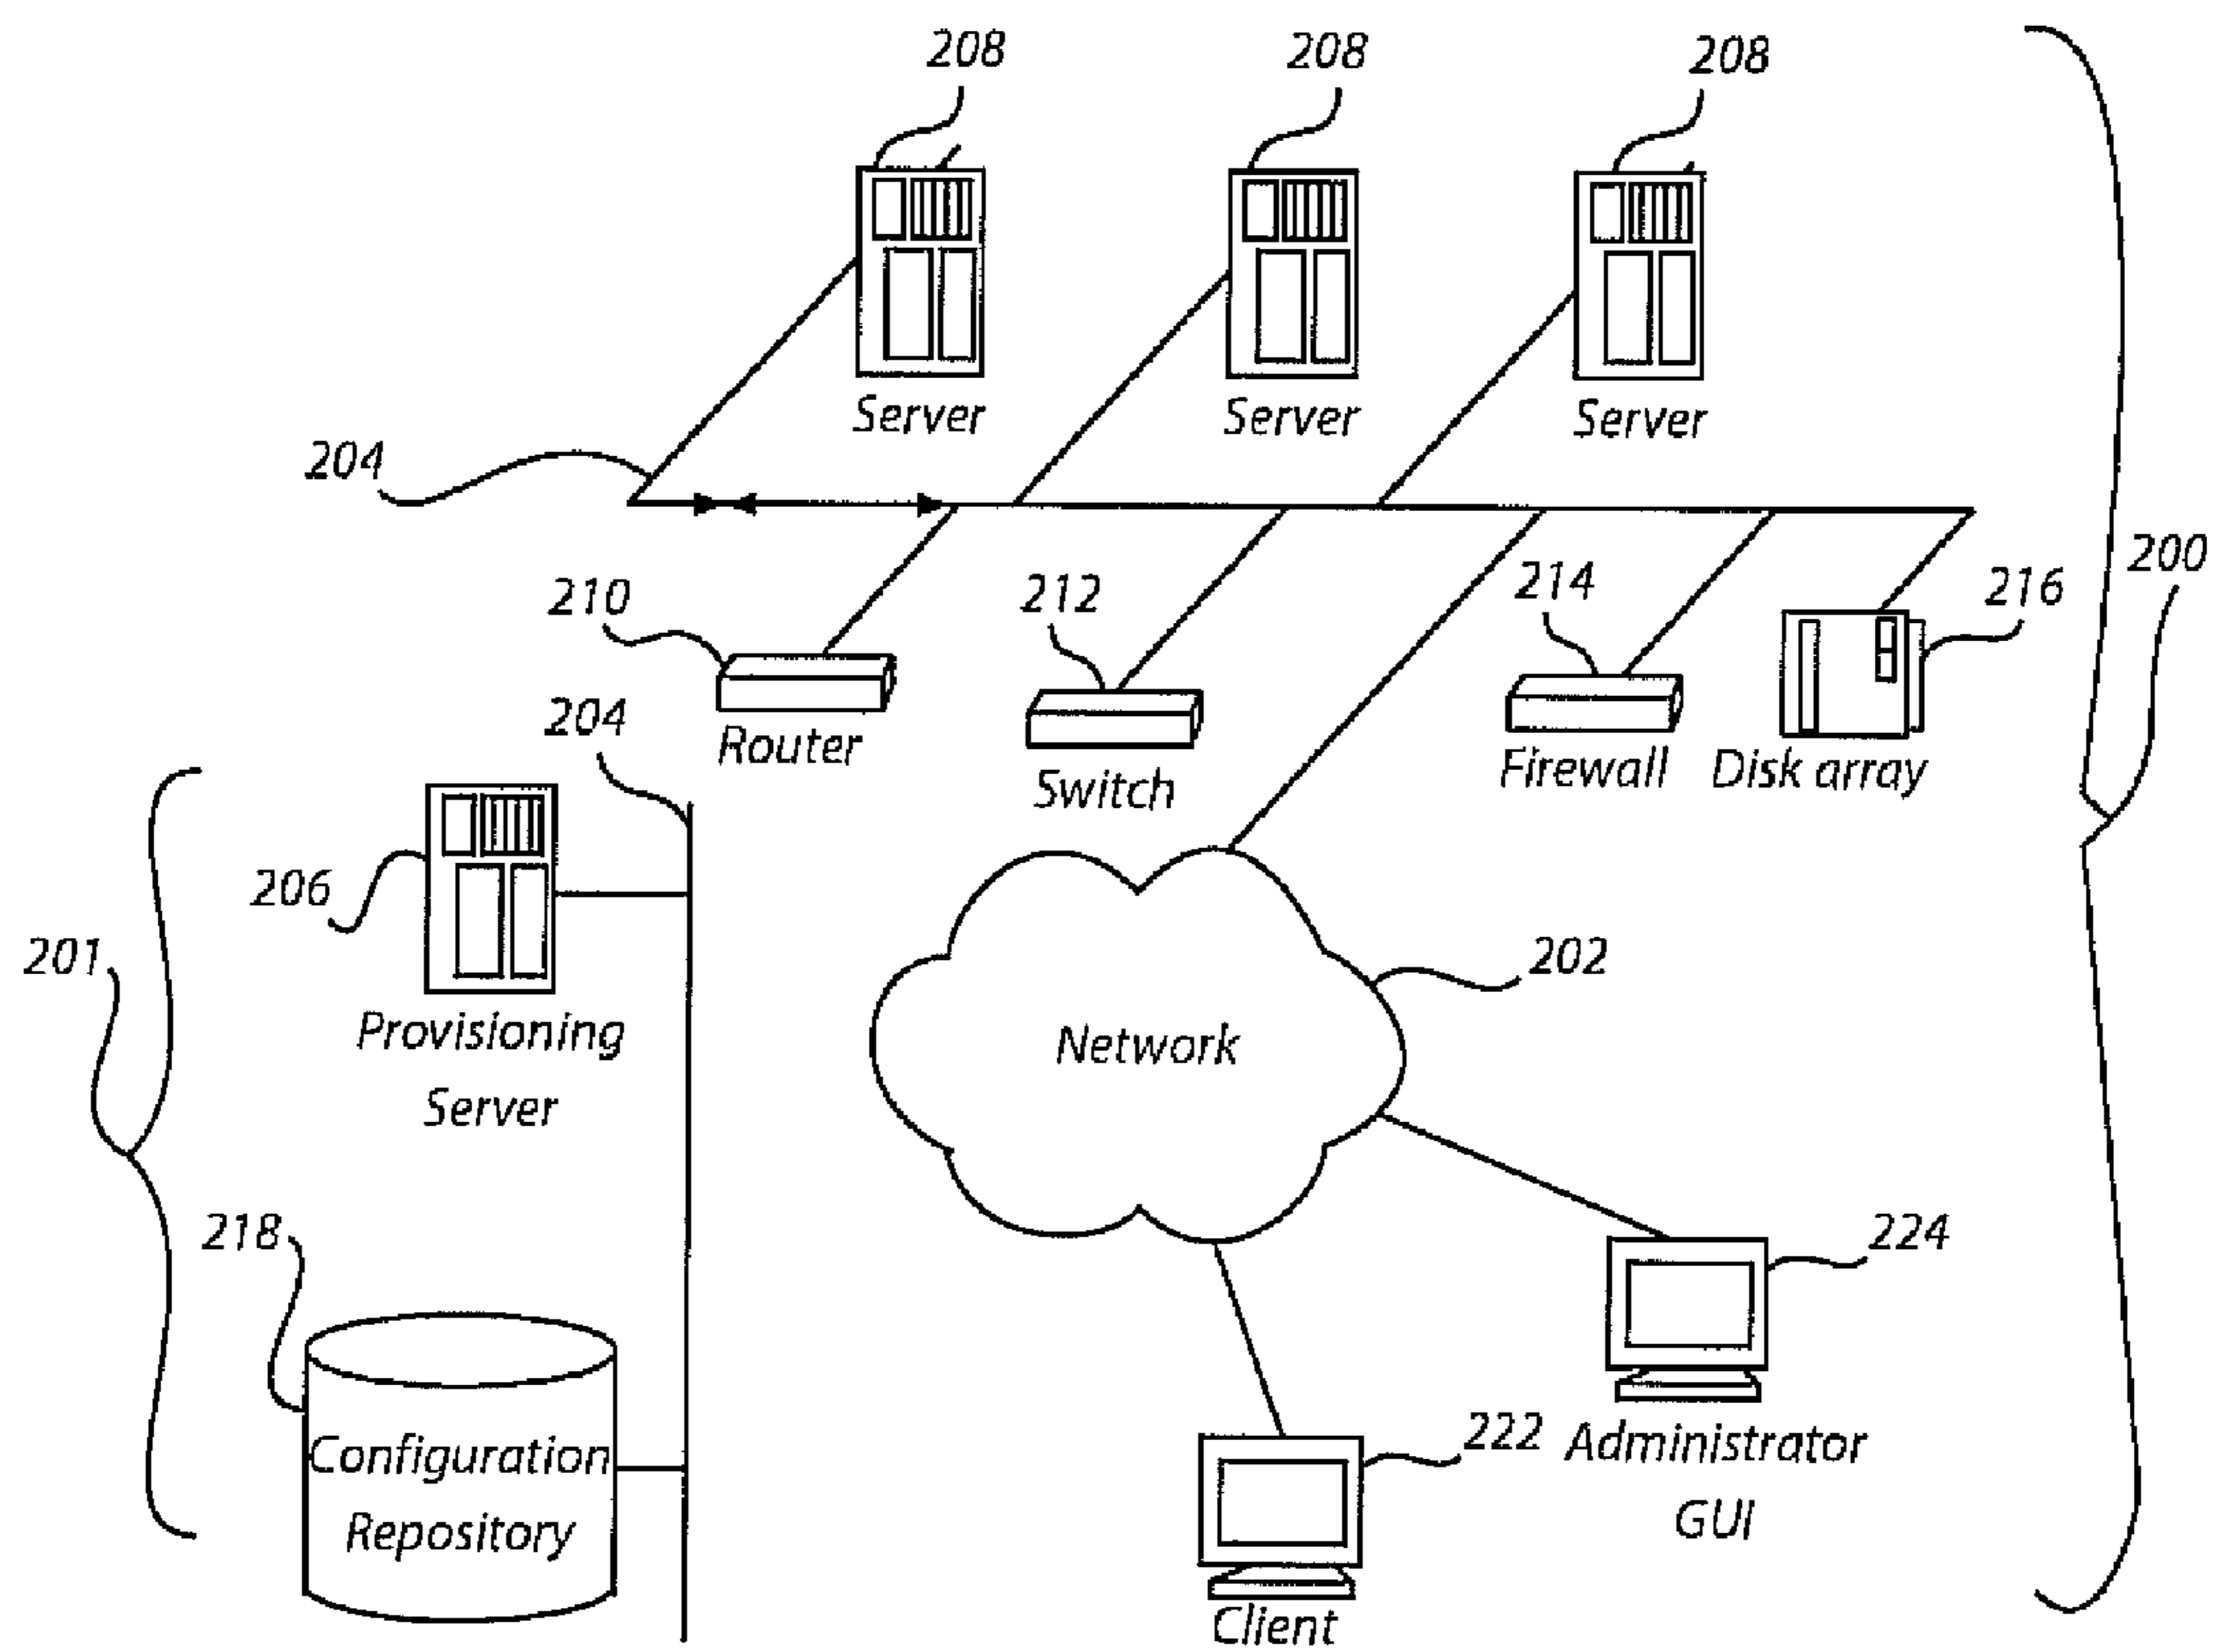 208
208
208
Server
Server
Server
204
200
210
212
214
216
Router
Switch
Firewall
Disk array
204
206
201
Provisioning
Server
202
Network
218
224
Configuration
Repository
222
Administrator
GUI
Client